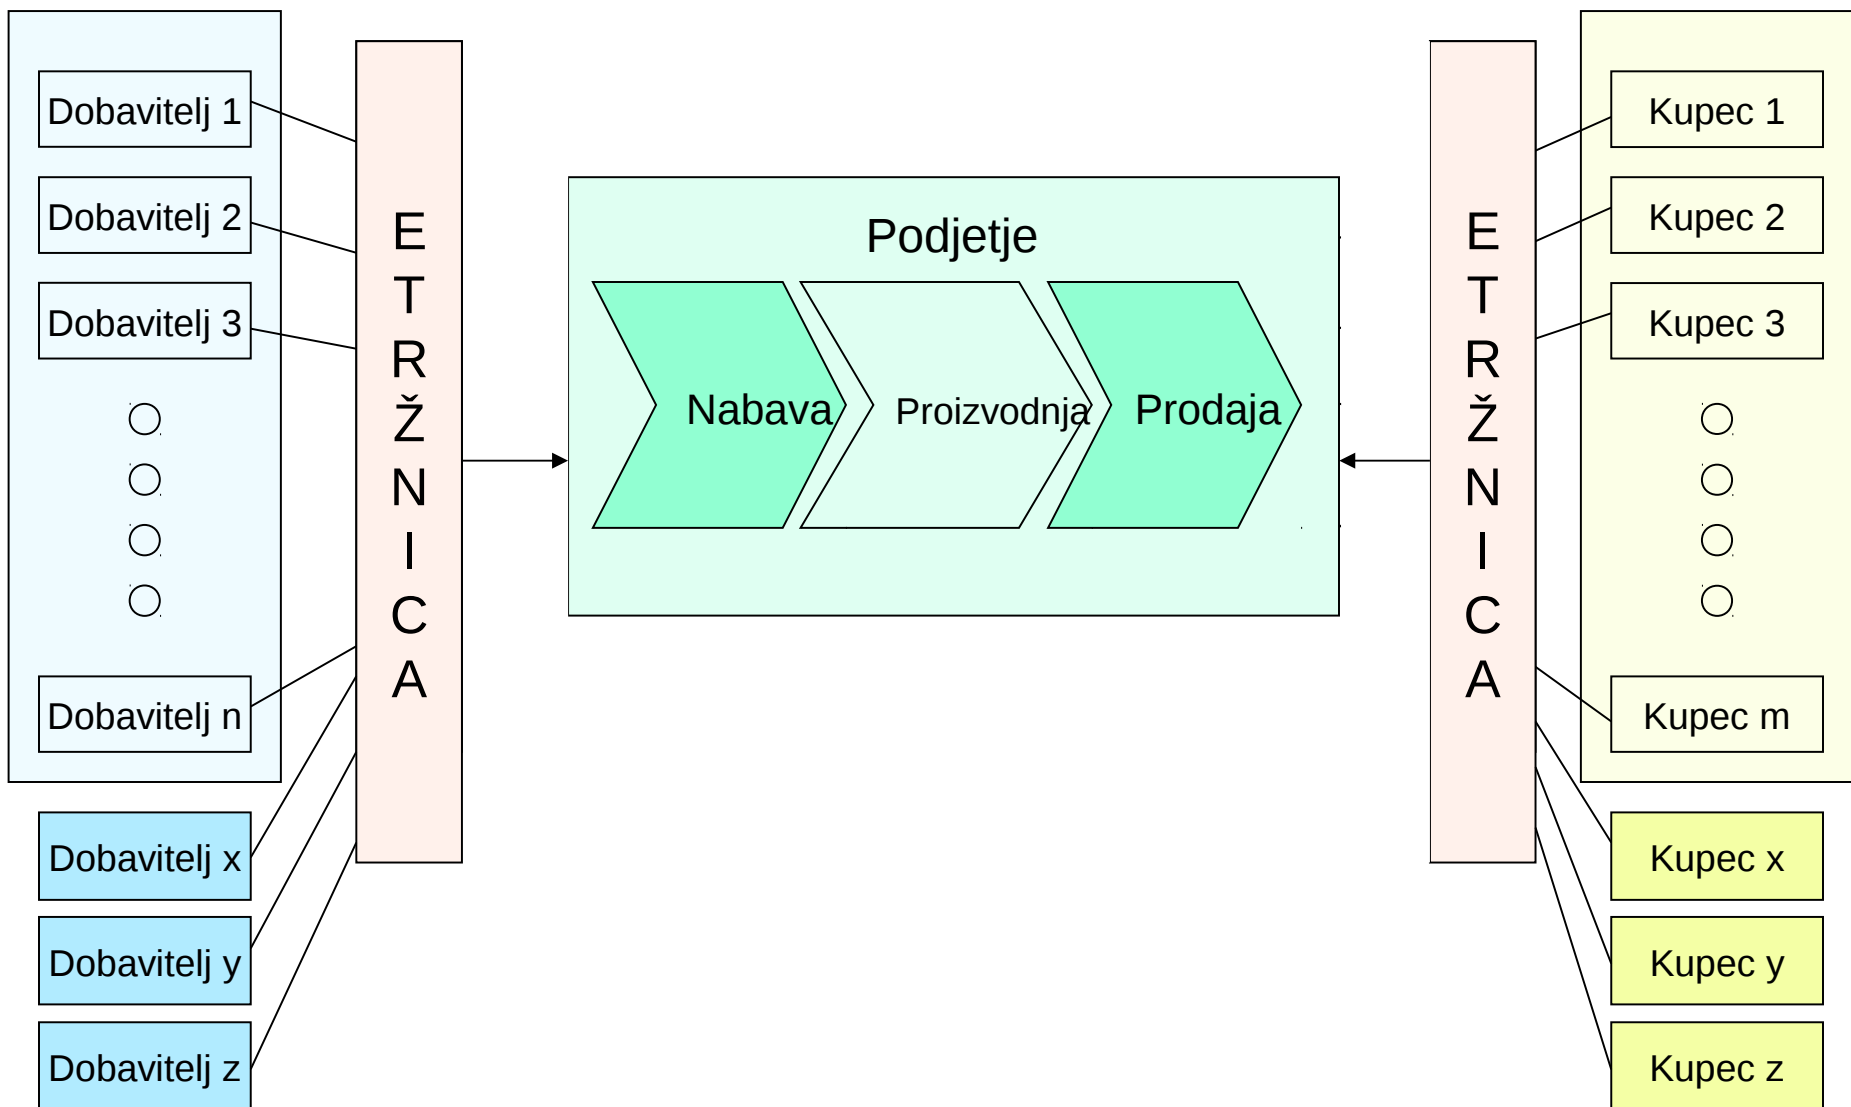 Dobavitelj 1
Dobavitelj 2
Dobavitelj 3
Dobavitelj n
Dobavitelj x
Dobavitelj y
Dobavitelj z
E
T
R
Ž
N
I
C
A
Podjetje
Nabava
Proizvodnja
Prodaja
E
T
R
Ž
N
I
C
A
Kupec 1
Kupec 2
Kupec 3
Kupec m
Kupec x
Kupec y
Kupec z